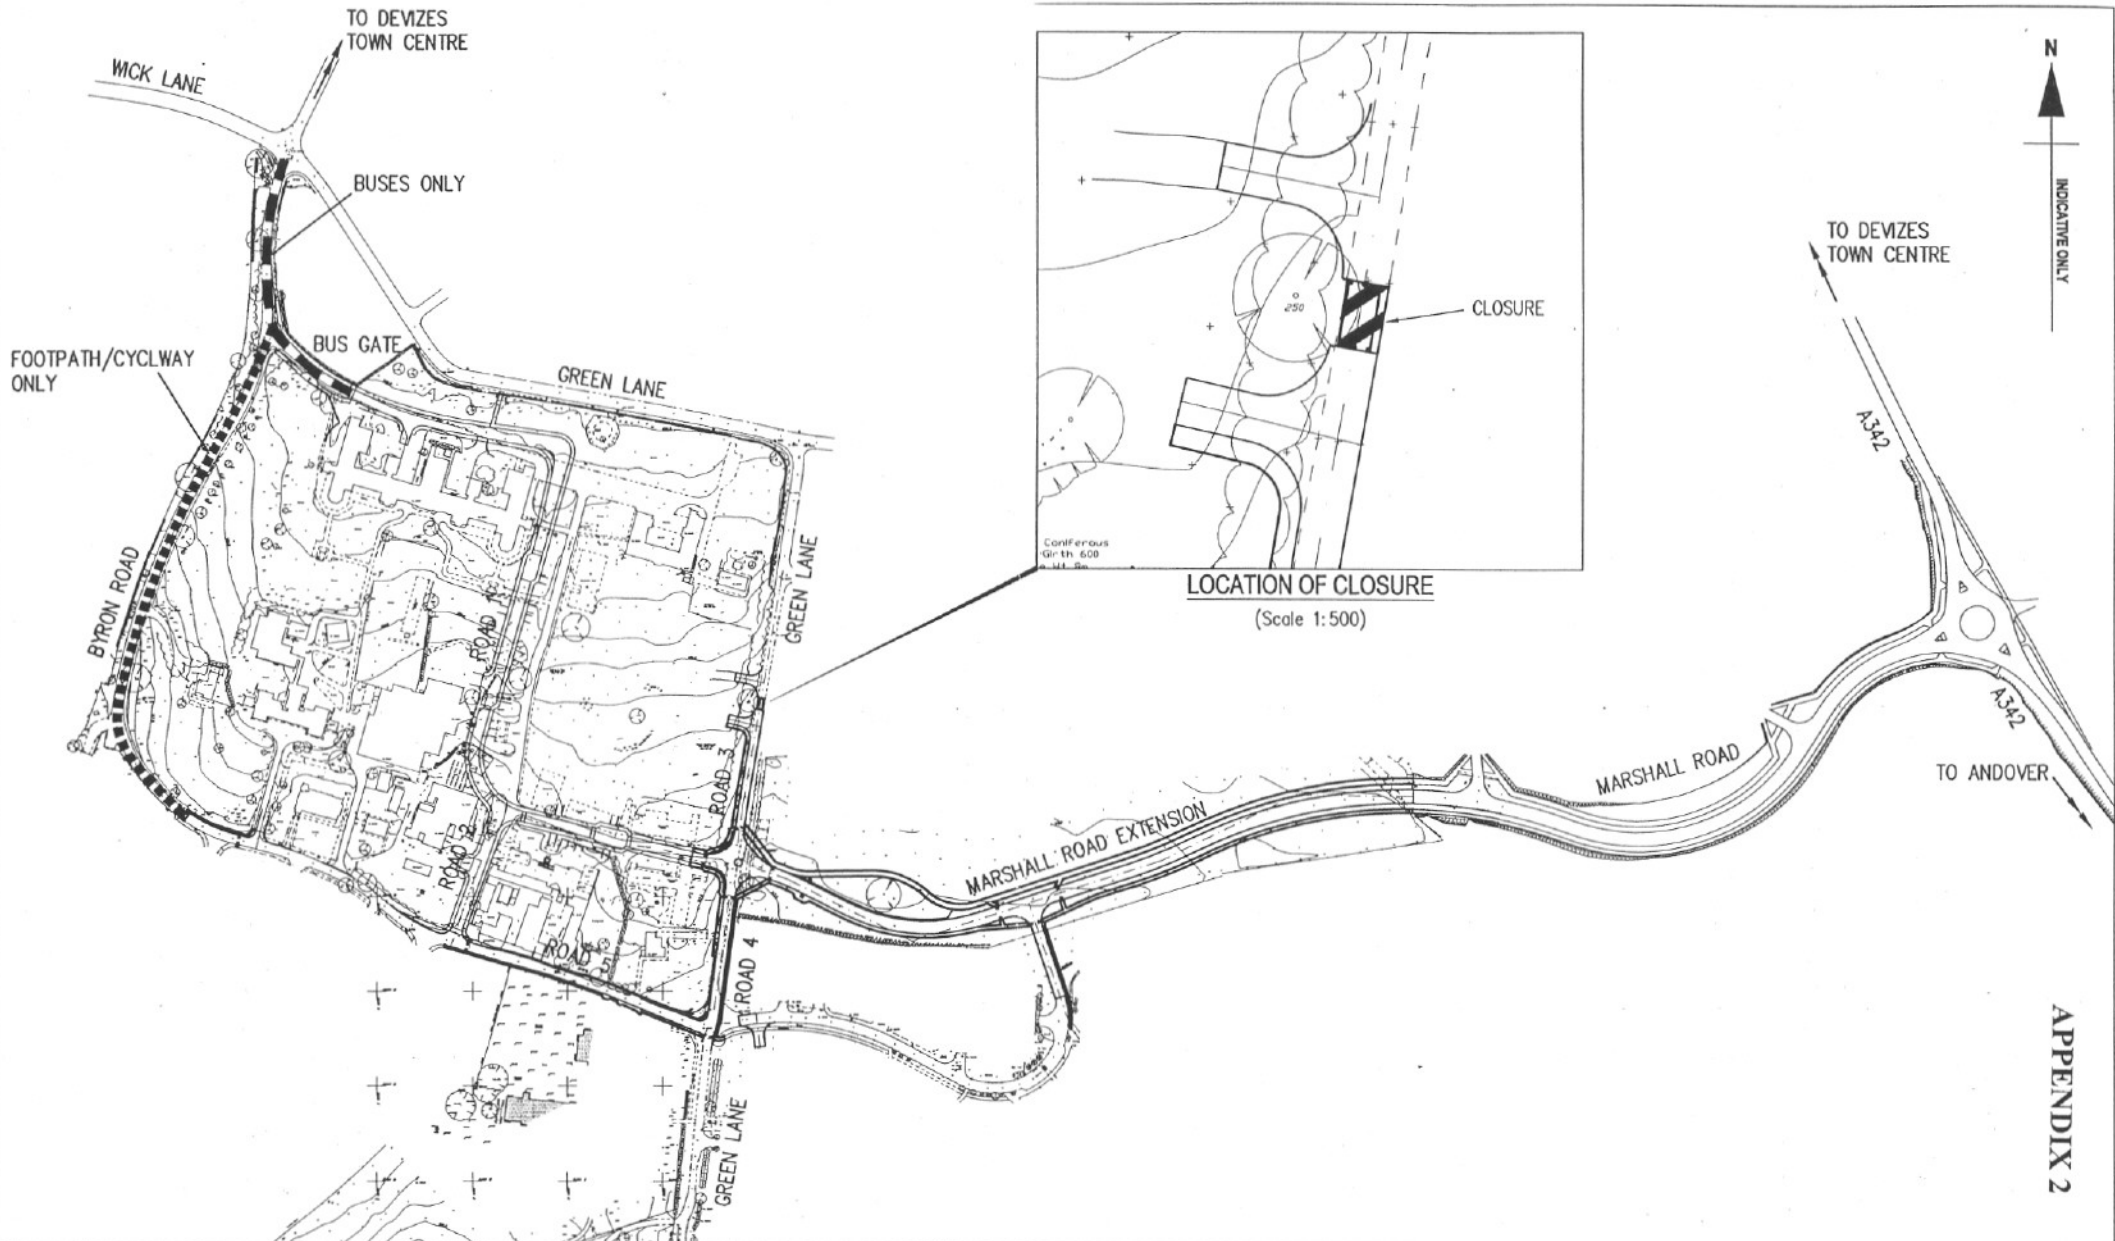 TO DEVIZES
TOWN CENTRE
WICK LANE
BUSES ONLY
BUS GATE
FOOTPATH/CYCLWAY
ONLY
GREEN LANE
BYRON ROAD
ROAD 1
GREEN LANE
ROAD 3
ROAD 2
ROAD 5
ROAD 4
GREEN LANE
MARSHALL ROAD EXTENSION
MARSHALL ROAD
250
CLOSURE
Coniferous
Girth 600
LOCATION OF CLOSURE
(Scale 1:500)
N
INDICATIVE ONLY
TO DEVIZES
TOWN CENTRE
A342
A342
TO ANDOVER
APPENDIX 2